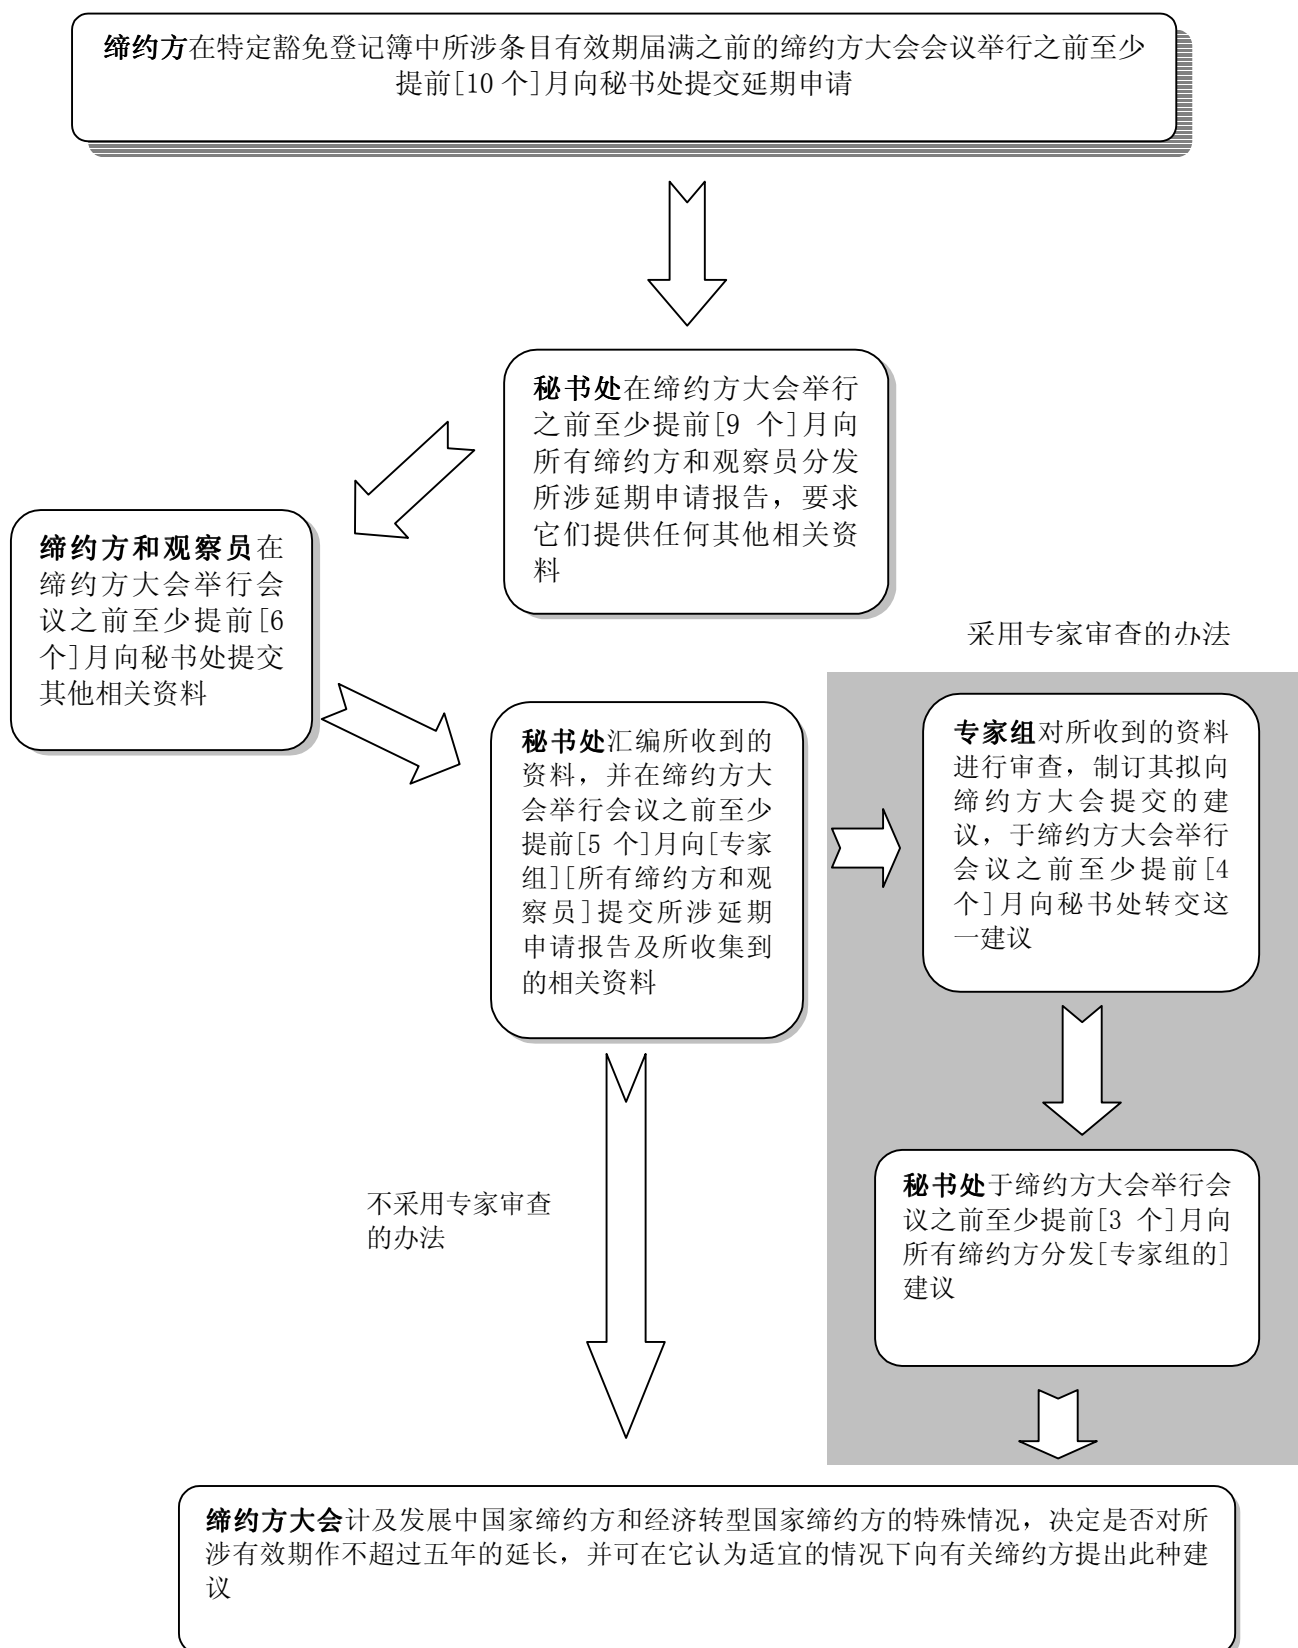 缔约方在特定豁免登记簿中所涉条目有效期届满之前的缔约方大会会议举行之前至少
提前[10 个]月向秘书处提交延期申请
秘书处在缔约方大会举行
之前至少提前[9 个]月向
所有缔约方和观察员分发
所涉延期申请报告，要求
它们提供任何其他相关资
料
缔约方和观察员在
缔约方大会举行会
议之前至少提前[6
个]月向秘书处提交
其他相关资料
秘书处汇编所收到的
资料，并在缔约方大
会举行会议之前至少
提前[5 个]月向[专家
组][所有缔约方和观
察员]提交所涉延期
申请报告及所收集到
的相关资料
采用专家审查的办法
专家组对所收到的资料
进行审查，制订其拟向
缔约方大会提交的建
议，于缔约方大会举行
会议之前至少提前[4
个]月向秘书处转交这
一建议
秘书处于缔约方大会举行会
议之前至少提前[3 个]月向
所有缔约方分发[专家组的]
建议
不采用专家审查
的办法
缔约方大会计及发展中国家缔约方和经济转型国家缔约方的特殊情况，决定是否对所
涉有效期作不超过五年的延长，并可在它认为适宜的情况下向有关缔约方提出此种建
议